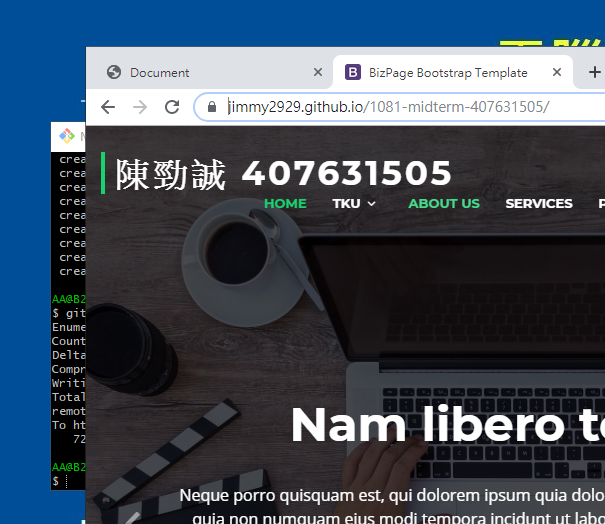 Document
BizPage Bootstrap Template
jimmy2929.github.io/1081-midterm-407631505/
陳勁誠 407631505
HOME TKU ABOUT US SERVICES
crea
crea
crea
crea
crea
crea
crea
crea
crea
AA@B2
$ git
Enume
Count
Delta
Compr
Writi
Total
remot
To ht
72
AA@B2
$
Nam libero te
Neque porro quisquam est, qui dolorem ipsum quia dolo
quia non numquam eius modi tempora incidunt ut labo